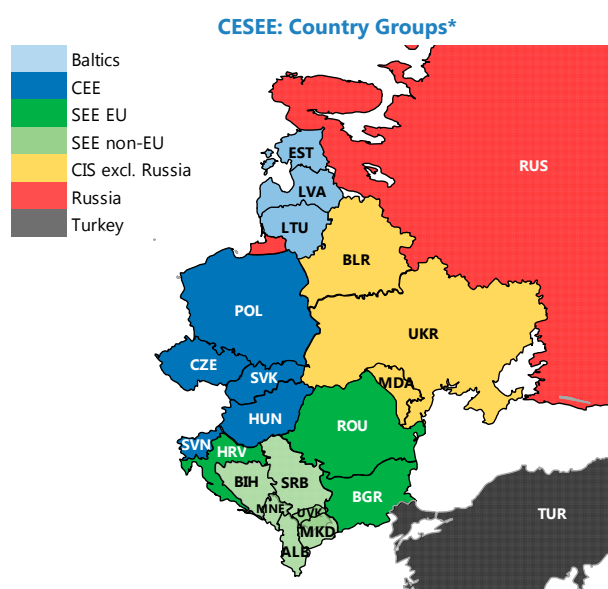 CESEE: Country Groups*
Baltics
CEE
SEE EU
SEE non-EU
CIS excl. Russia
Russia
Turkey
EST
RUS
LVA
LTU
BLR
POL
UKR
CZE
SVK
MDA
HUN
ROU
SVN
HRV
BIH
SRB
BGR
MNE
UVK
TUR
MKD
ALB